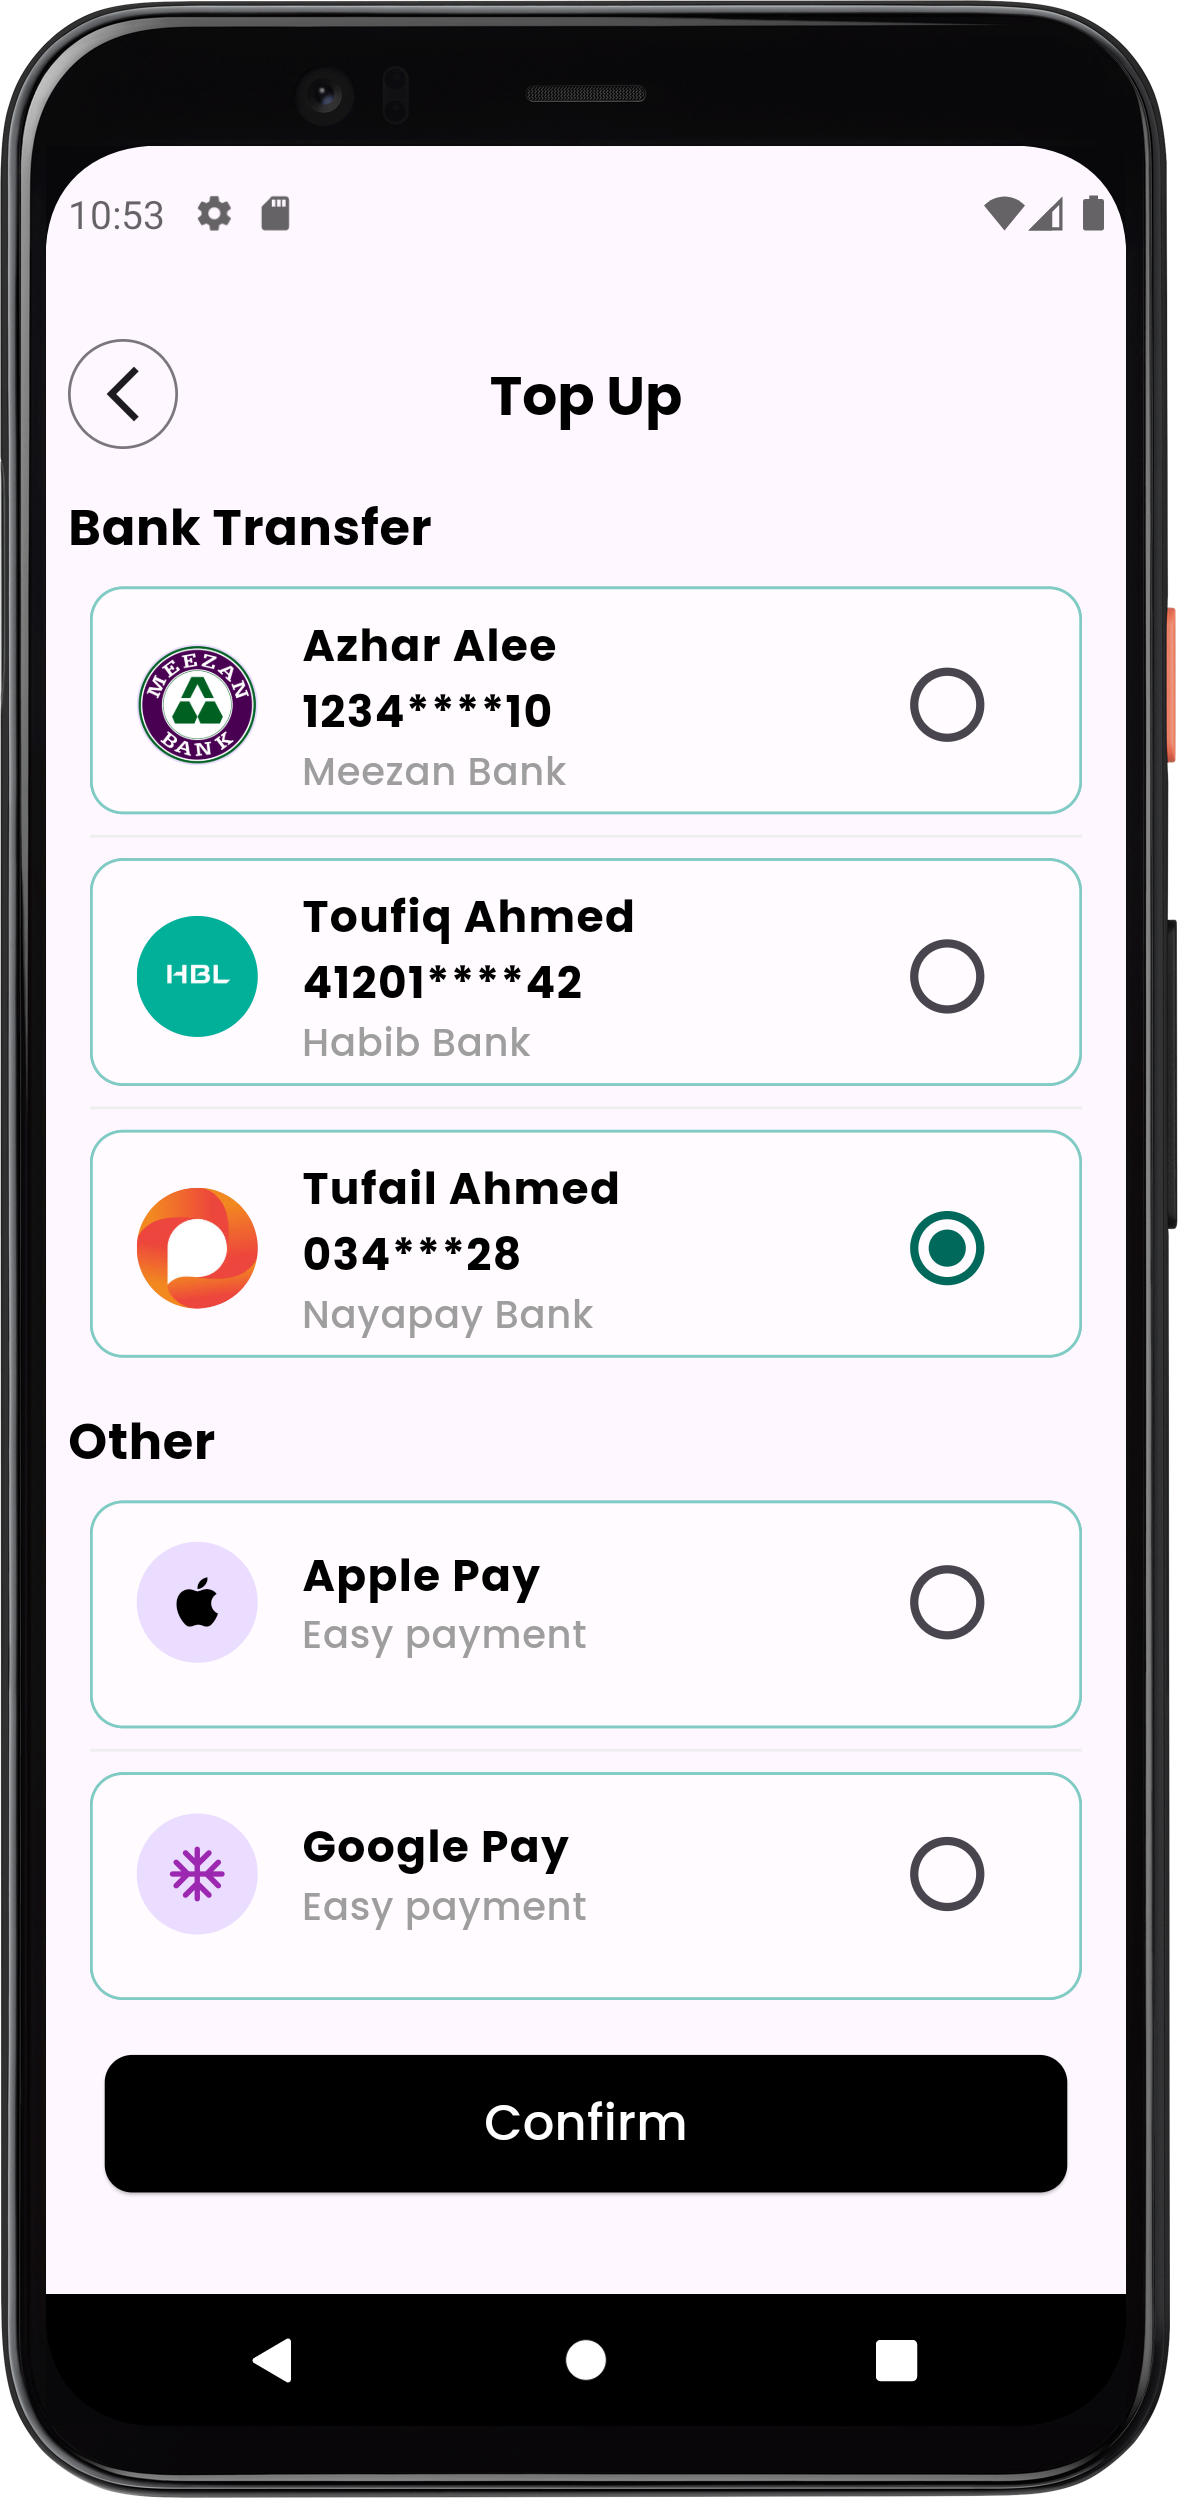 10:53
Top Up
Bank Transfer
MEEZAN BANK
Azhar Alee
1234****10
Meezan Bank
HBL
Toufiq Ahmed
41201****42
Habib Bank
Tufail Ahmed
034***28
Nayapay Bank
Other
Apple Pay
Easy payment
Google Pay
Easy payment
Confirm